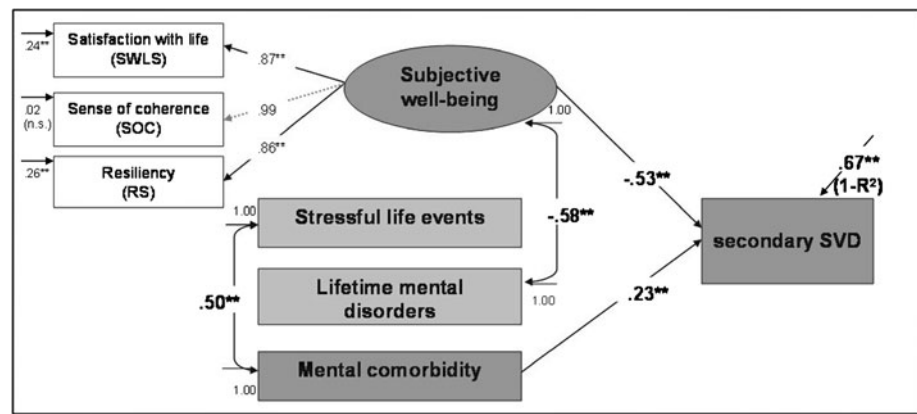 .24**
Satisfaction with life
(SWLS)
.87**
Subjective
well-being
1.00
.02
(n.s.)
Sense of coherence
(SOC)
.99
.26**
Resiliency
(RS)
.86**
-.53**
.67**
(1-R²)
1.00
Stressful life events
-.58**
secondary SVD
.50**
Lifetime mental
disorders
1.00
.23**
Mental comorbidity
1.00